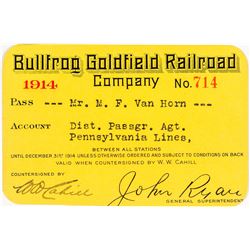 Bullfrog Goldfield Railroad
Company
1914
No. 714
PASS --- Mr. M. F. Van Horn ---
ACCOUNT Dist. Passgr. Agt.
Pennsylvania Lines,
BETWEEN ALL STATIONS
UNTIL DECEMBER 31ST 1914 UNLESS OTHERWISE ORDERED AND SUBJECT TO CONDITIONS ON BACK
VALID WHEN COUNTERSIGNED BY W. W. CAHILL
COUNTERSIGNED BY
WW Cahill
John Ryan
GENERAL SUPERINTENDENT